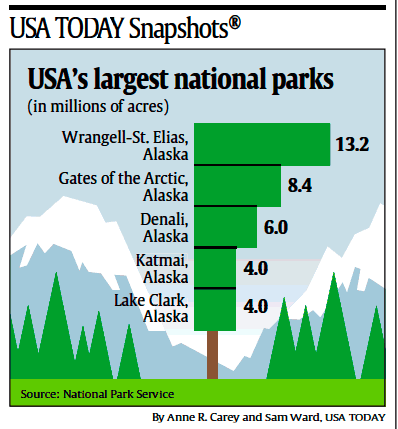 USA TODAY Snapshots®
USA's largest national parks
(in millions of acres)
Wrangell-St. Elias,
Alaska
13.2
Gates of the Arctic,
Alaska
8.4
Denali,
Alaska
6.0
Katmai,
Alaska
4.0
Lake Clark,
Alaska
4.0
Source: National Park Service
By Anne R. Carey and Sam Ward, USA TODAY